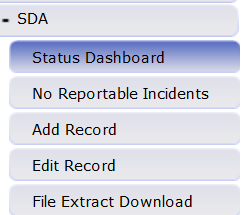 SDA
Status Dashboard
No Reportable Incidents
Add Record
Edit Record
File Extract Download